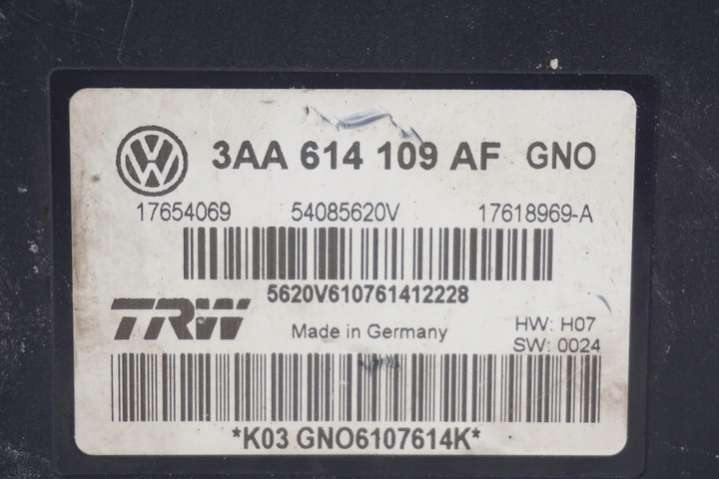 VW 3AA 614 109 AF GNO
17654069 54085620V 17618969-A
5620V610761412228
TRW Made in Germany HW: H07
SW: 0024
*K03 GNO6107614K*